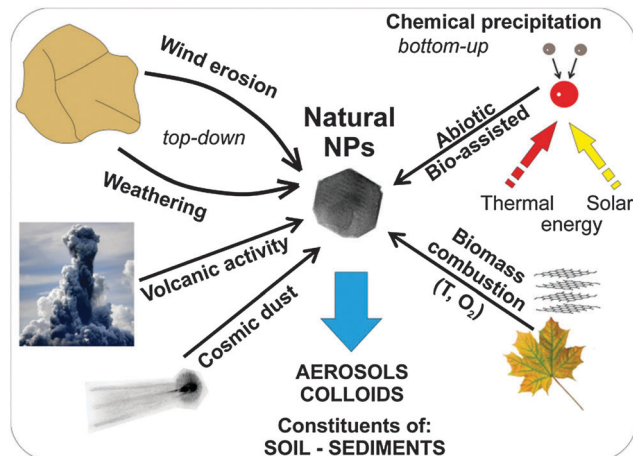 Chemical precipitation
bottom-up
Wind erosion
top-down
Weathering
Natural
NPs
Abiotic
Bio-assisted
Thermal
Solar
energy
Volcanic activity
Cosmic dust
Biomass
combustion
(T, O₂)
AEROSOLS
COLLOIDS
Constituents of:
SOIL - SEDIMENTS